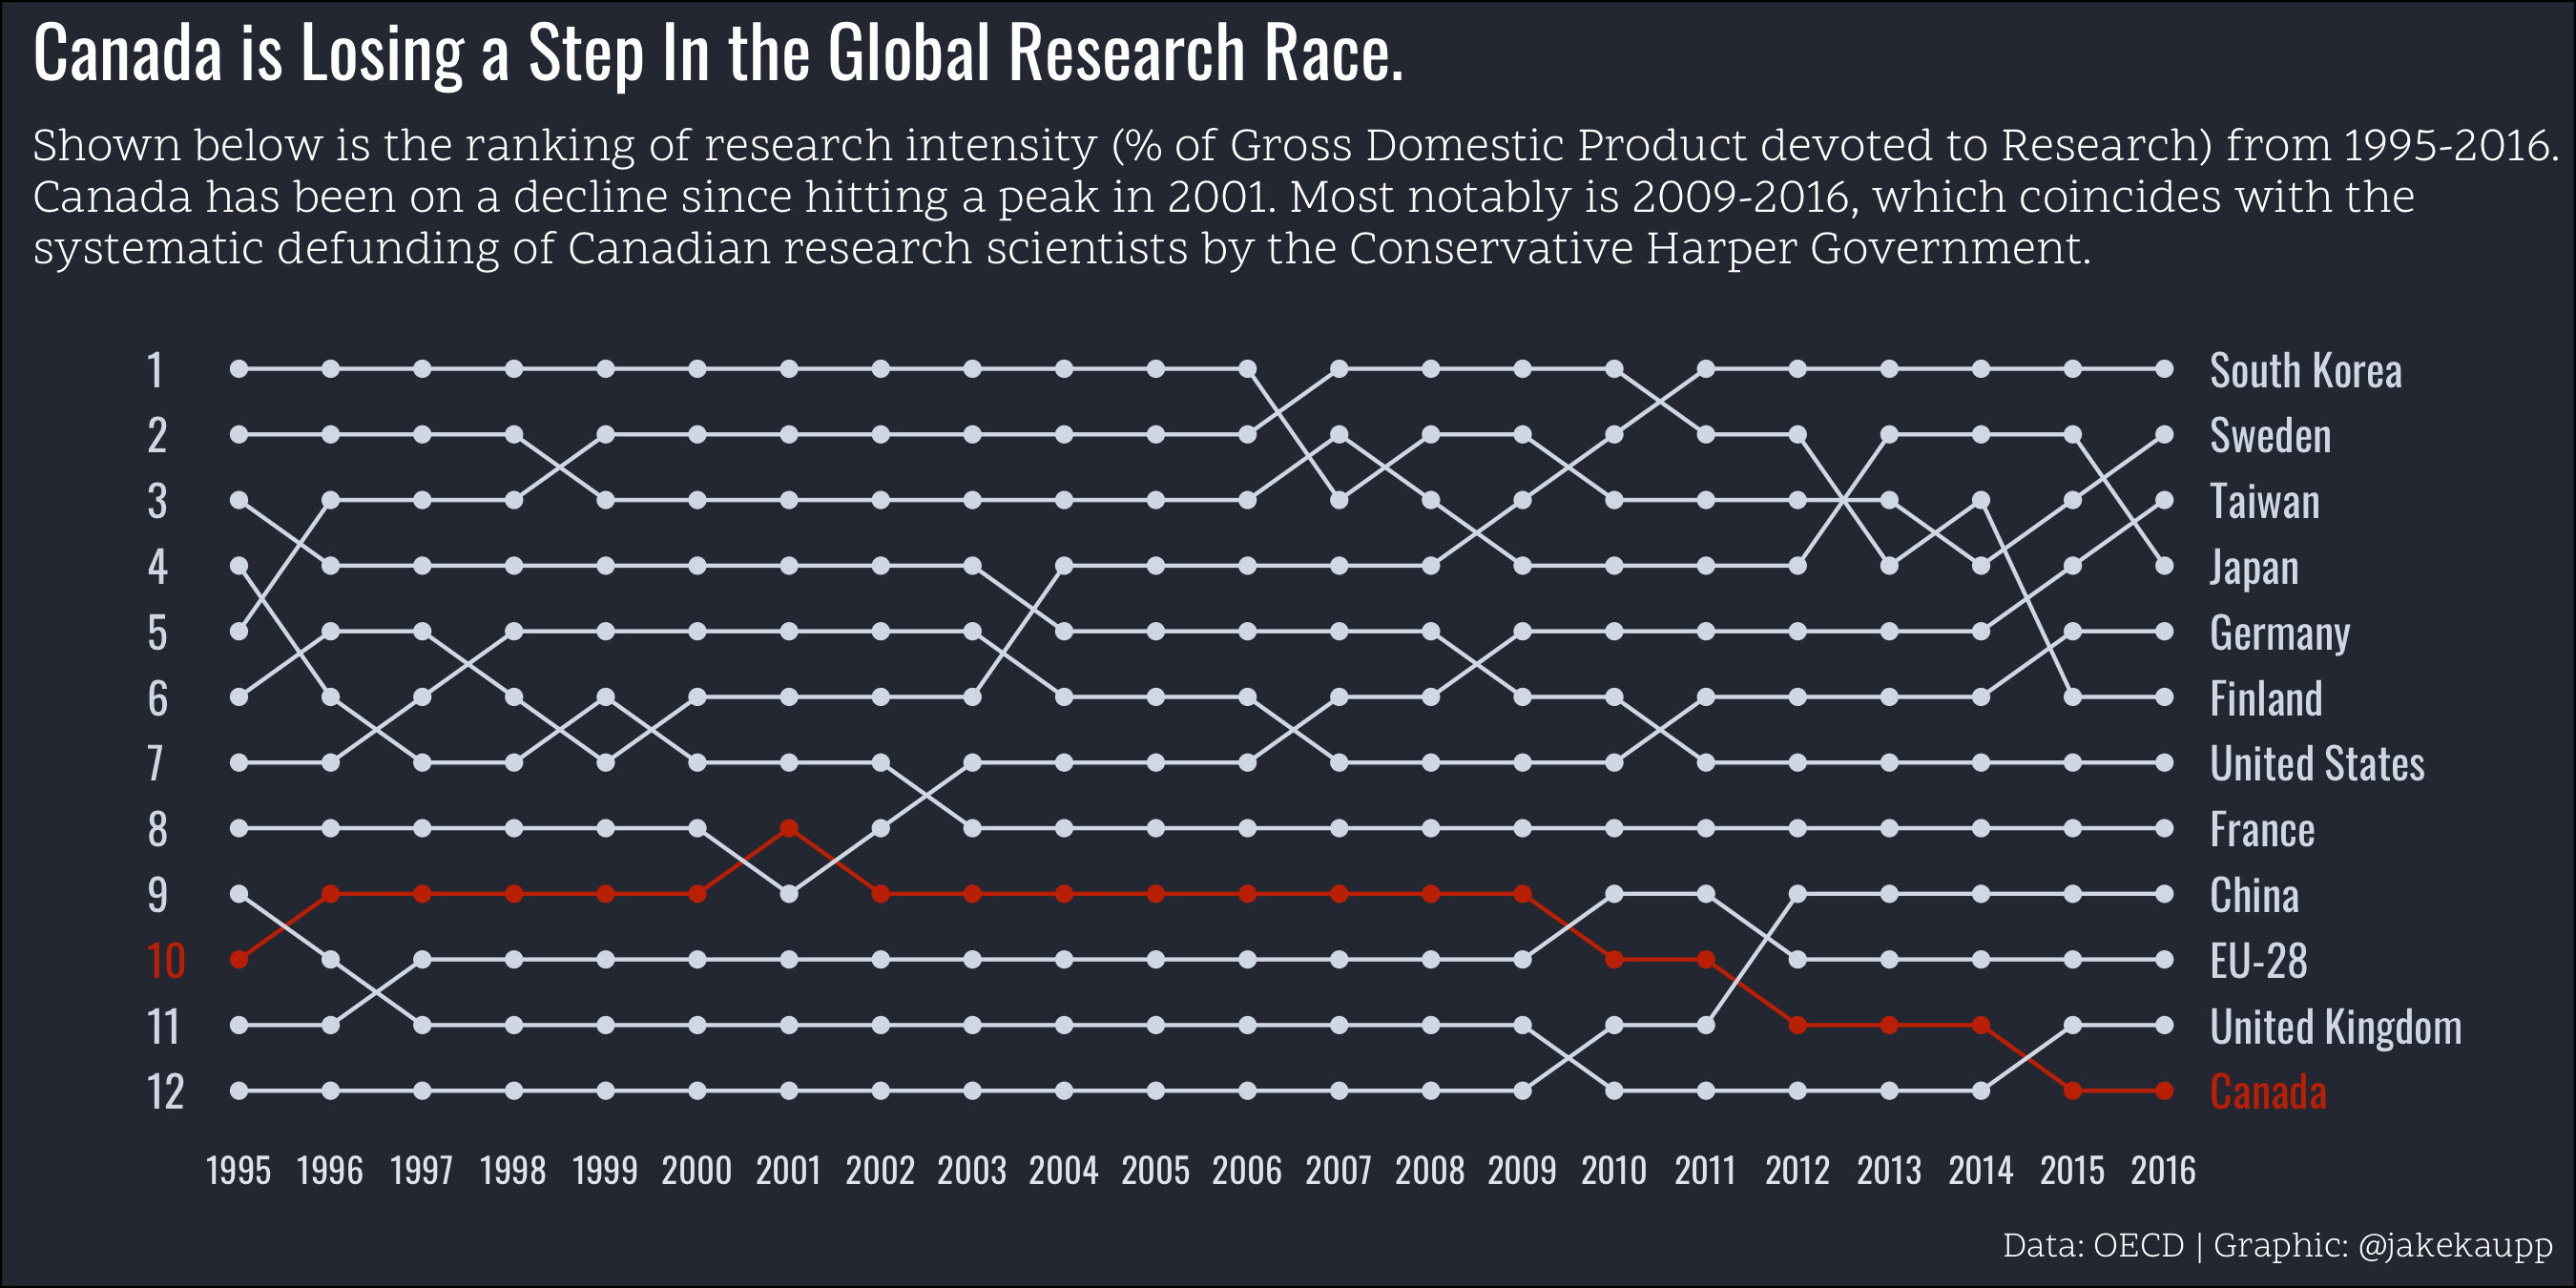 Canada is Losing a Step In the Global Research Race.
Shown below is the ranking of research intensity (% of Gross Domestic Product devoted to Research) from 1995-2016.
Canada has been on a decline since hitting a peak in 2001. Most notably is 2009-2016, which coincides with the
systematic defunding of Canadian research scientists by the Conservative Harper Government.
1 South Korea
2 Sweden
3 Taiwan
4 Japan
5 Germany
6 Finland
7 United States
8 France
9 China
10 EU-28
11 United Kingdom
12 Canada
1995 1996 1997 1998 1999 2000 2001 2002 2003 2004 2005 2006 2007 2008 2009 2010 2011 2012 2013 2014 2015 2016
Data: OECD | Graphic: @jakekaupp